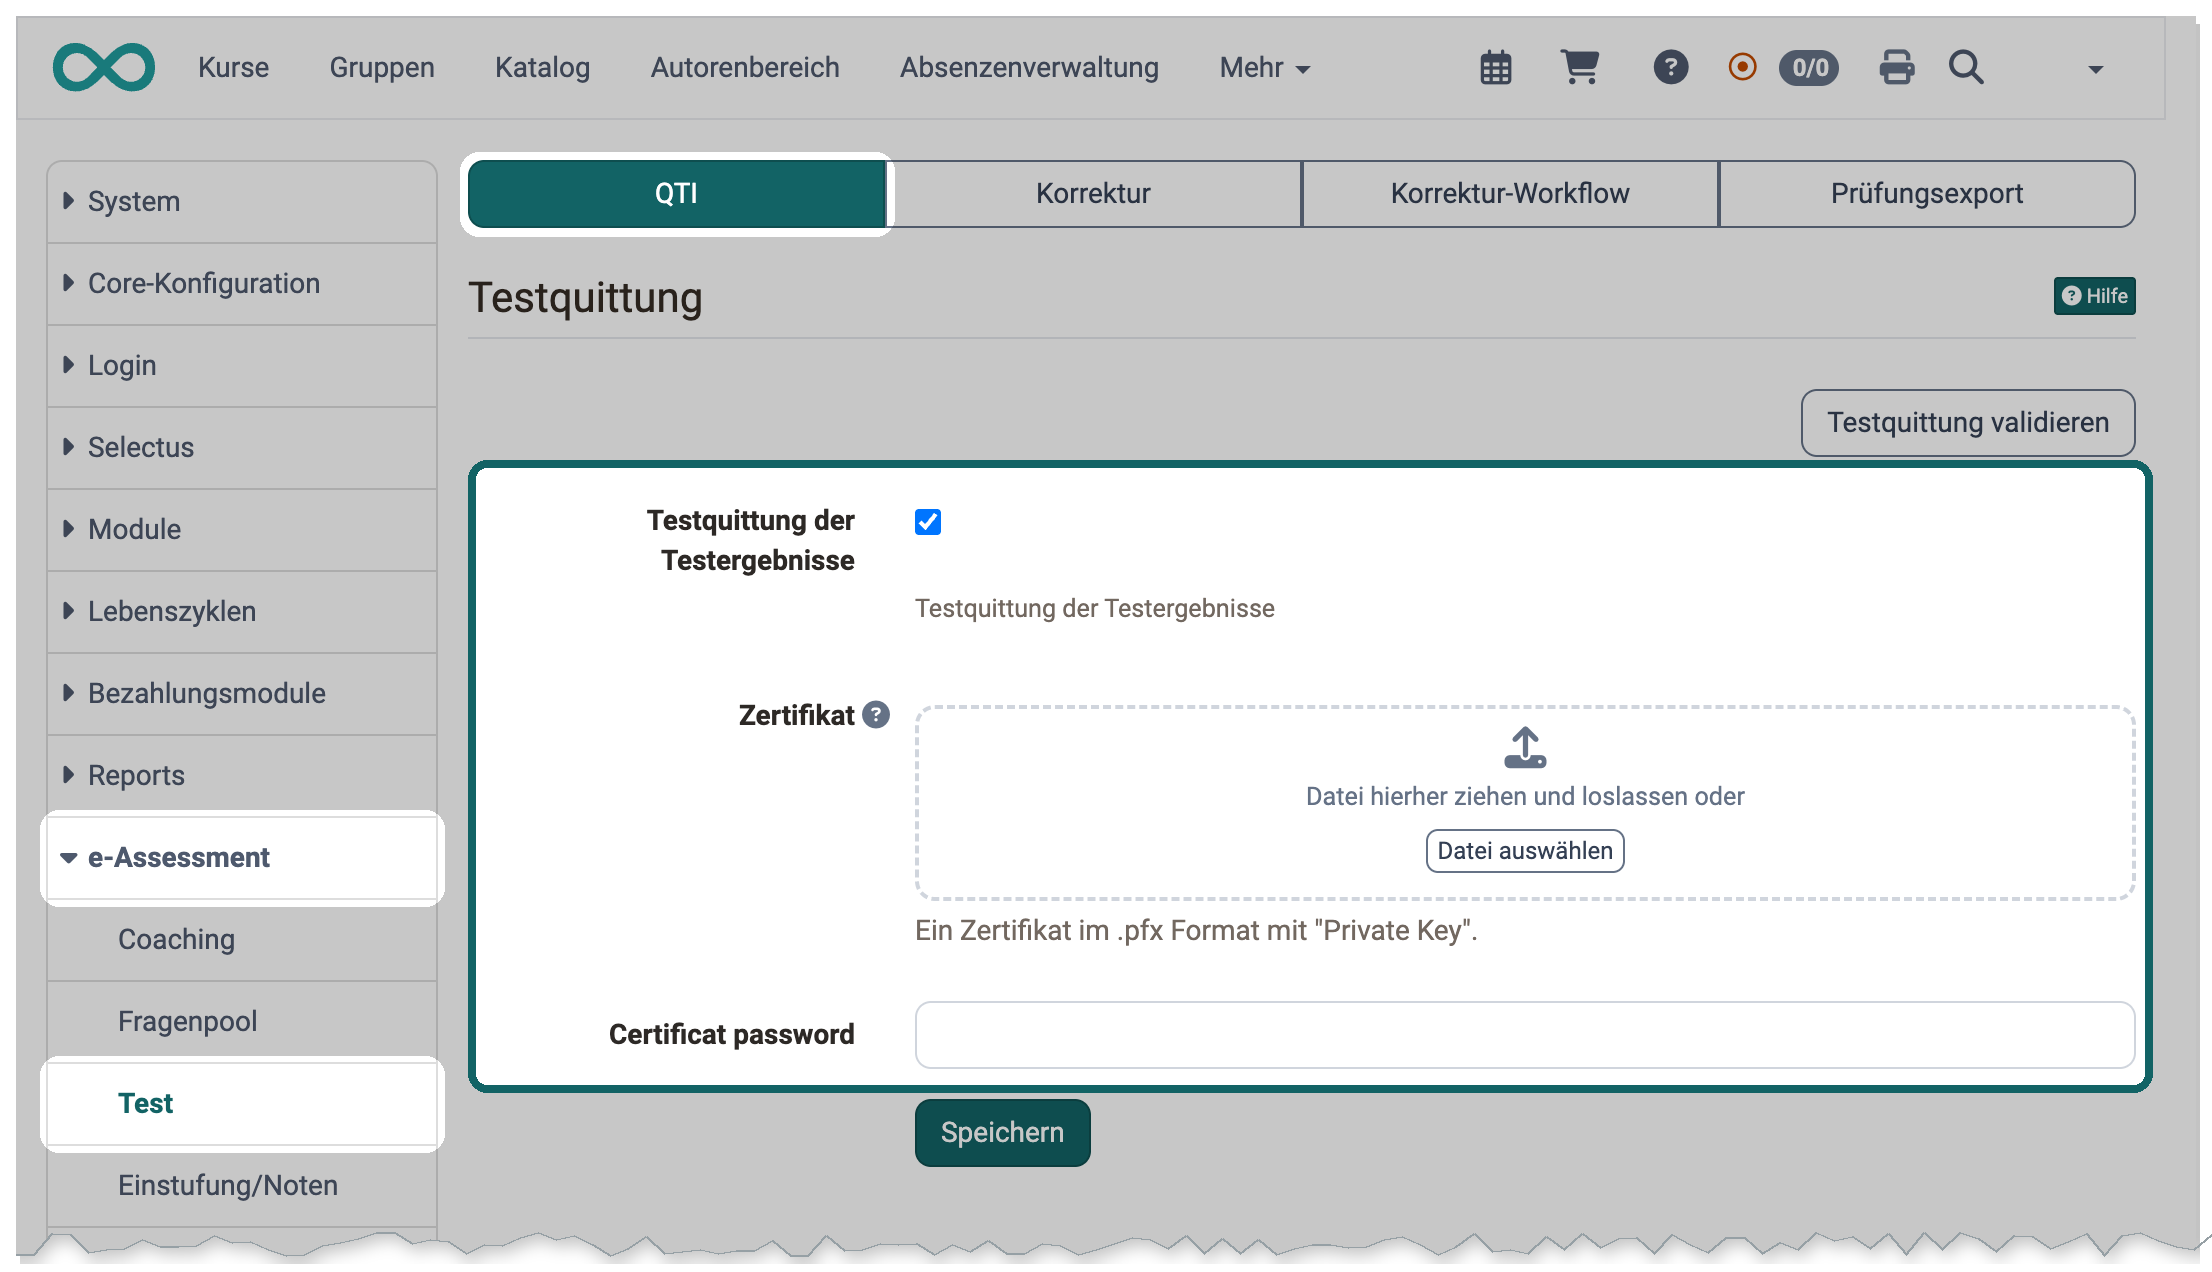 Kurse
Gruppen
Katalog
Autorenbereich
Absenzenverwaltung
Mehr
0/0
System
Core-Konfiguration
Login
Selectus
Module
Lebenszyklen
Bezahlungsmodule
Reports
e-Assessment
Coaching
Fragenpool
Test
Einstufung/Noten
QTI
Korrektur
Korrektur-Workflow
Prüfungsexport
Testquittung
Hilfe
Testquittung validieren
Testquittung der
Testergebnisse
Testquittung der Testergebnisse
Zertifikat
Datei hierher ziehen und loslassen oder
Datei auswählen
Ein Zertifikat im .pfx Format mit "Private Key".
Certificat password
Speichern